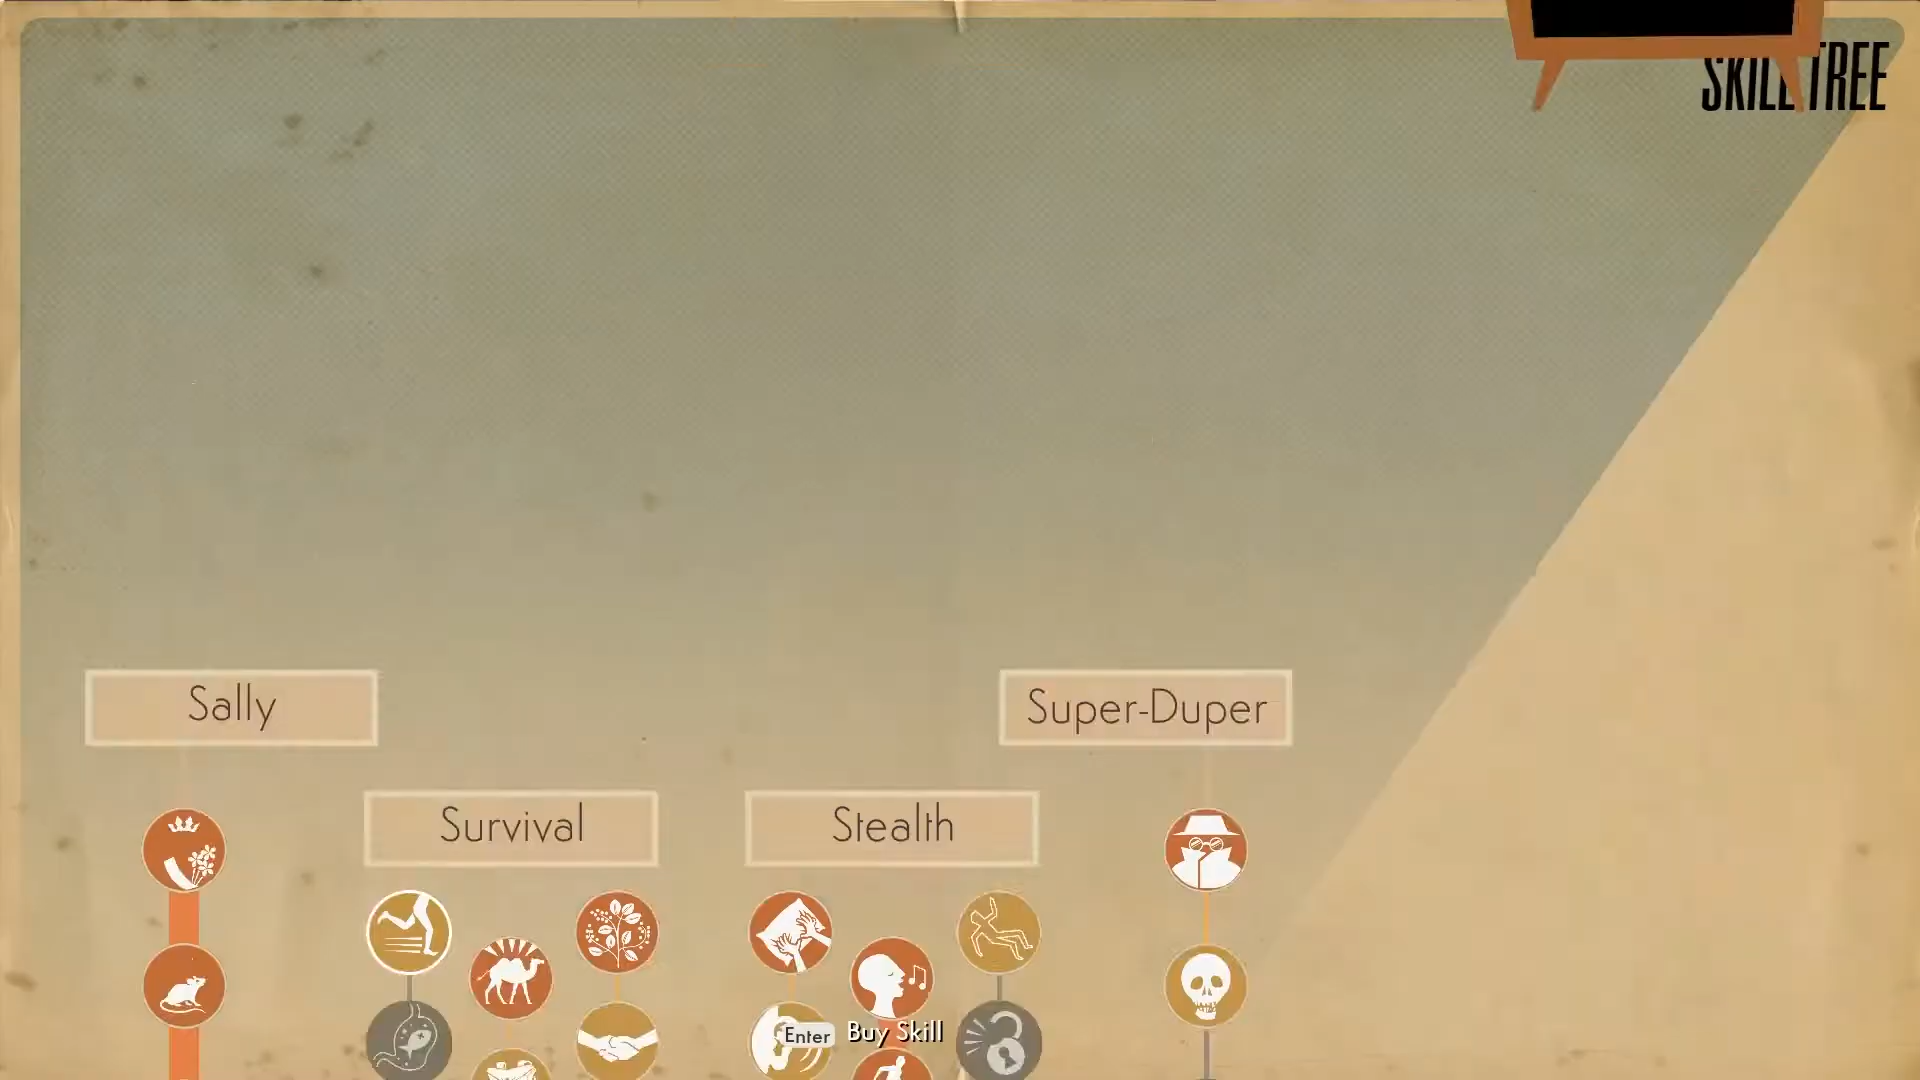 SKILL TREE
Sally
Super-Duper
Survival
Stealth
Enter Buy Skill